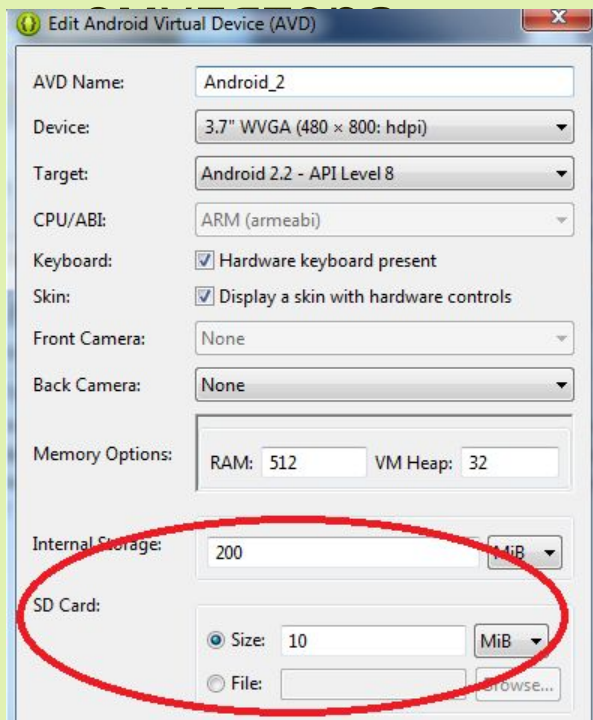 Edit Android Virtual Device (AVD)
AVD Name: Android_2
Device: 3.7" WVGA (480 × 800: hdpi)
Target: Android 2.2 - API Level 8
CPU/ABI: ARM (armeabi)
Keyboard: Hardware keyboard present
Skin: Display a skin with hardware controls
Front Camera: None
Back Camera: None
Memory Options: RAM: 512 VM Heap: 32
Internal Storage: 200 MiB
SD Card:
Size: 10 MiB
File: Browse...